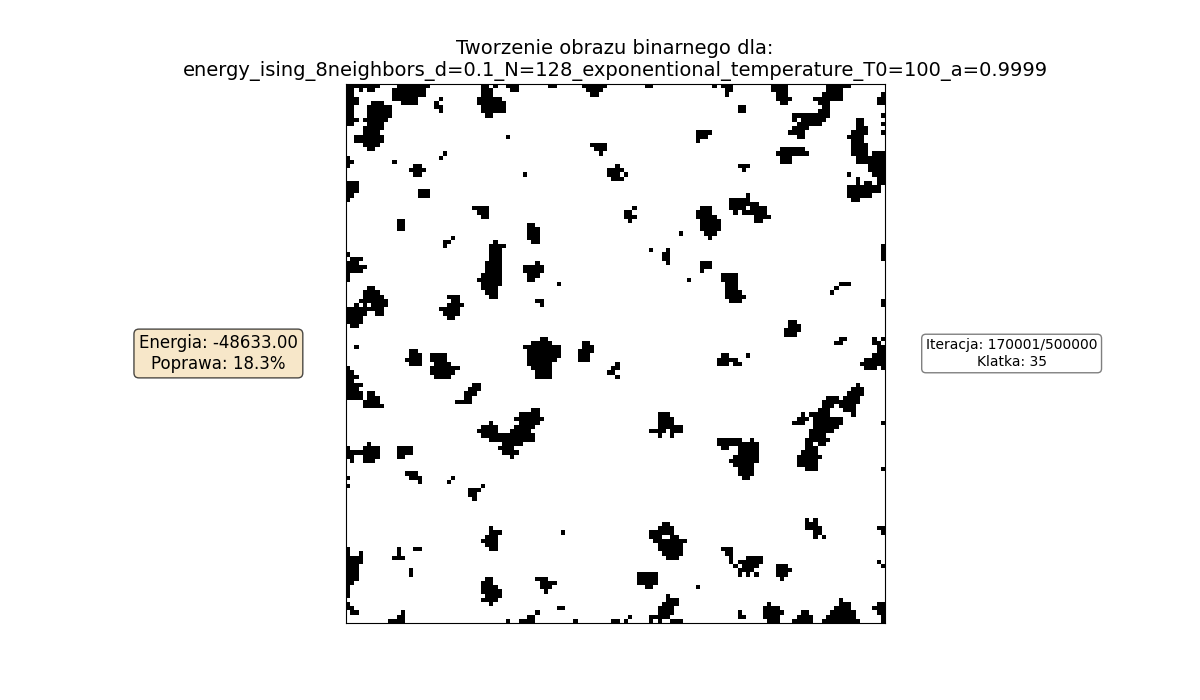 Tworzenie obrazu binarnego dla:
energy_ising_8neighbors_d=0.1_N=128_exponentional_temperature_T0=100_a=0.9999
Energia: -48633.00
Poprawa: 18.3%
Iteracja: 170001/500000
Klatka: 35